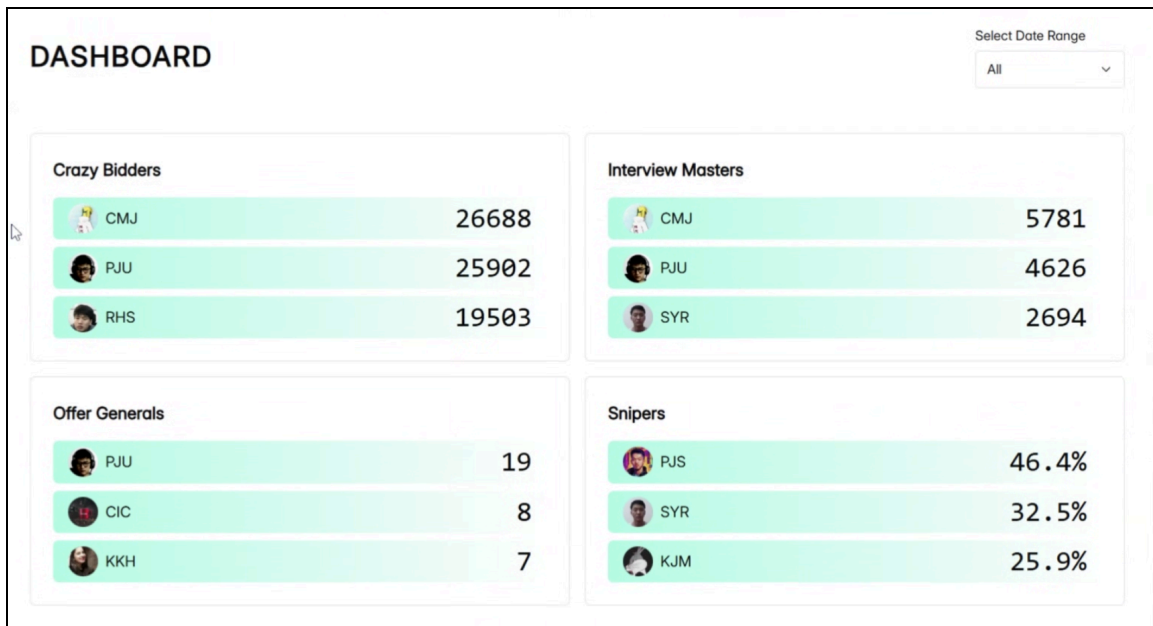 DASHBOARD
Select Date Range
All
Crazy Bidders
CMJ 26688
PJU 25902
RHS 19503
Interview Masters
CMJ 5781
PJU 4626
SYR 2694
Offer Generals
PJU 19
CIC 8
KKH 7
Snipers
PJS 46.4%
SYR 32.5%
KJM 25.9%